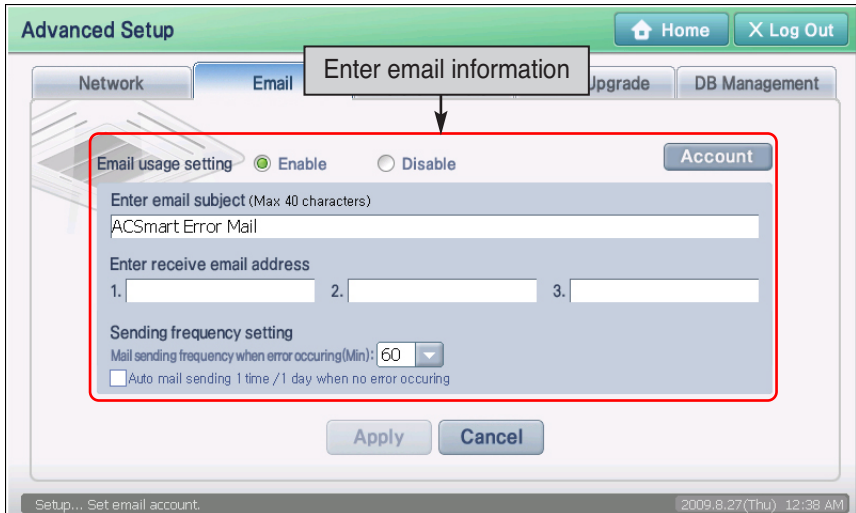 Advanced Setup
Home
X Log Out
Network
Email
Enter email information
Upgrade
DB Management
Email usage setting
Enable
Disable
Account
Enter email subject (Max 40 characters)
ACSmart Error Mail
Enter receive email address
1.
2.
3.
Sending frequency setting
Mail sending frequency when error occuring(Min): 60
Auto mail sending 1 time /1 day when no error occuring
Apply
Cancel
Setup... Set email account.
2009.8.27(Thu) 12:38 AM